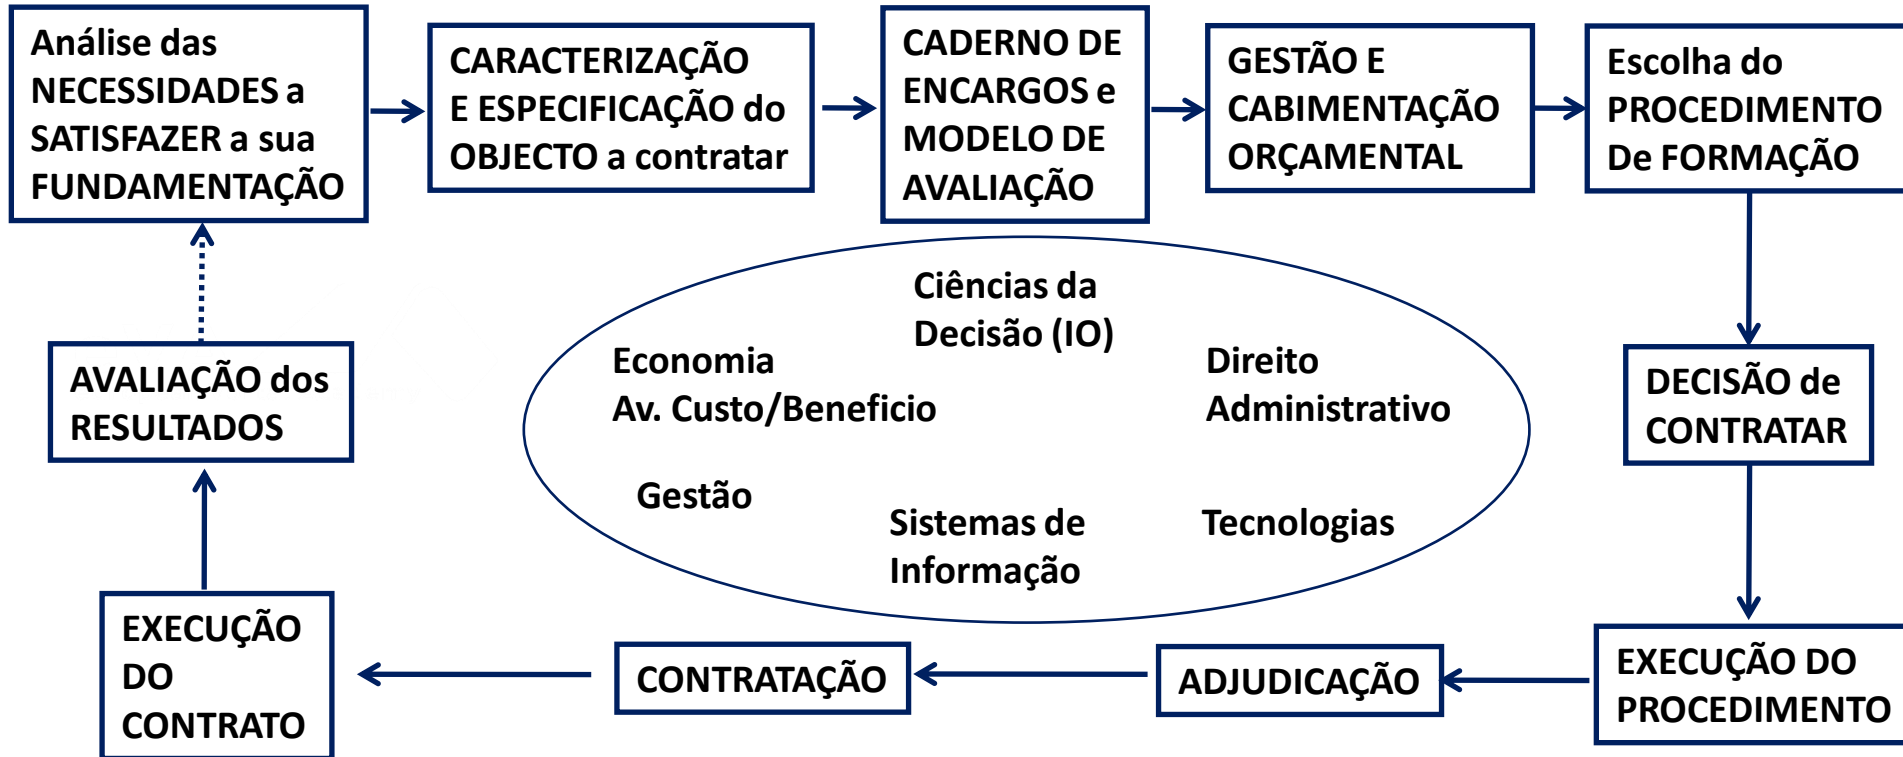 Análise das
NECESSIDADES a
SATISFAZER a sua
FUNDAMENTAÇÃO
CARACTERIZAÇÃO
E ESPECIFICAÇÃO do
OBJECTO a contratar
CADERNO DE
ENCARGOS e
MODELO DE
AVALIAÇÃO
GESTÃO E
CABIMENTAÇÃO
ORÇAMENTAL
Escolha do
PROCEDIMENTO
De FORMAÇÃO
Ciências da
Decisão (IO)
Economia
Av. Custo/Beneficio
Direito
Administrativo
Gestão
Sistemas de
Informação
Tecnologias
AVALIAÇÃO dos
RESULTADOS
DECISÃO de
CONTRATAR
EXECUÇÃO
DO
CONTRATO
CONTRATAÇÃO
ADJUDICAÇÃO
EXECUÇÃO DO
PROCEDIMENTO